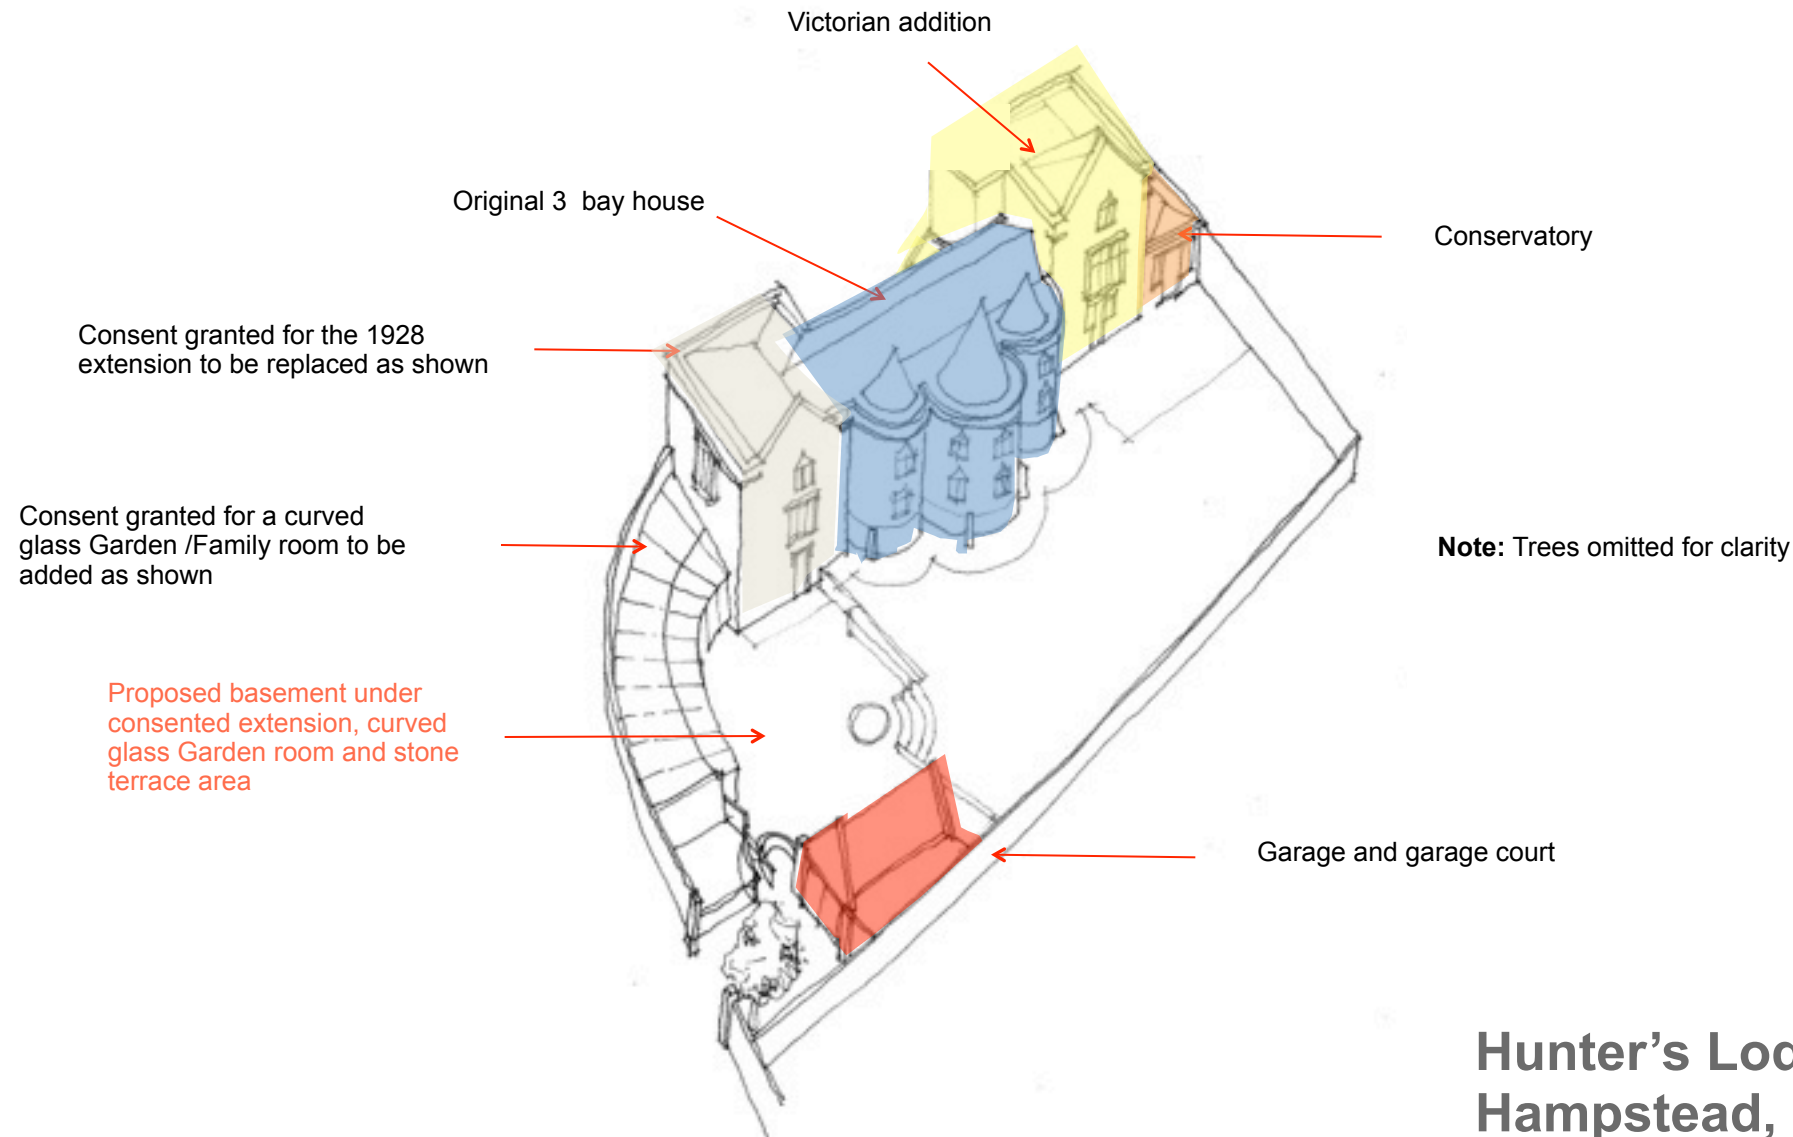 Victorian addition
Original 3 bay house
Conservatory
Consent granted for the 1928
extension to be replaced as shown
Consent granted for a curved
glass Garden /Family room to be
added as shown
Note: Trees omitted for clarity
Proposed basement under
consented extension, curved
glass Garden room and stone
terrace area
Garage and garage court
Hunter’s
Hampstead,